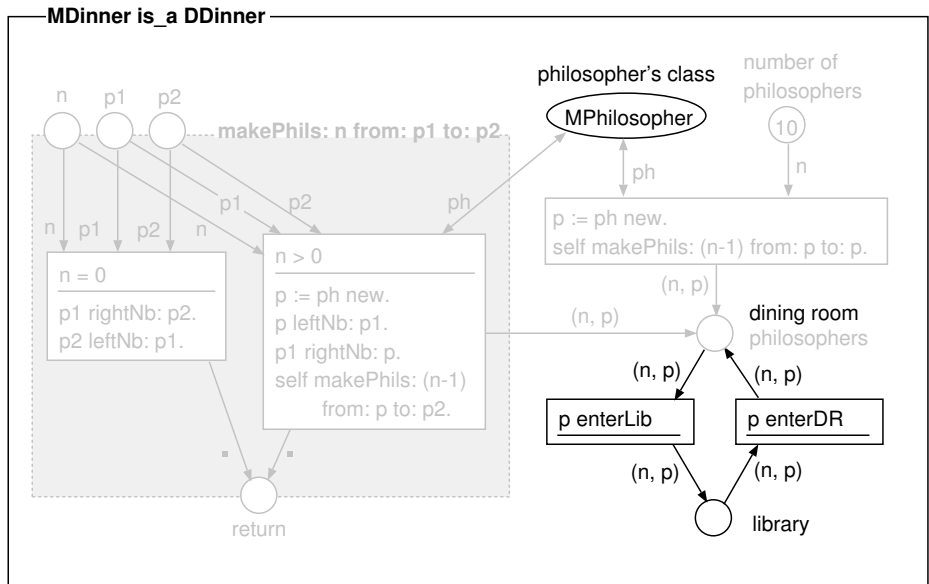 MDinner is_a DDinner
philosopher's class
number of
philosophers
n
p1
p2
MPhilosopher
10
makePhils: n from: p1 to: p2
n
ph
p1
p2
ph
n
p1
p2
n
p := ph new.
self makePhils: (n-1) from: p to: p.
n = 0
p1 rightNb: p2.
p2 leftNb: p1.
n > 0
p := ph new.
p leftNb: p1.
p1 rightNb: p.
self makePhils: (n-1)
from: p to: p2.
(n, p)
(n, p)
dining room
philosophers
(n, p)
(n, p)
p enterLib
p enterDR
(n, p)
(n, p)
return
library